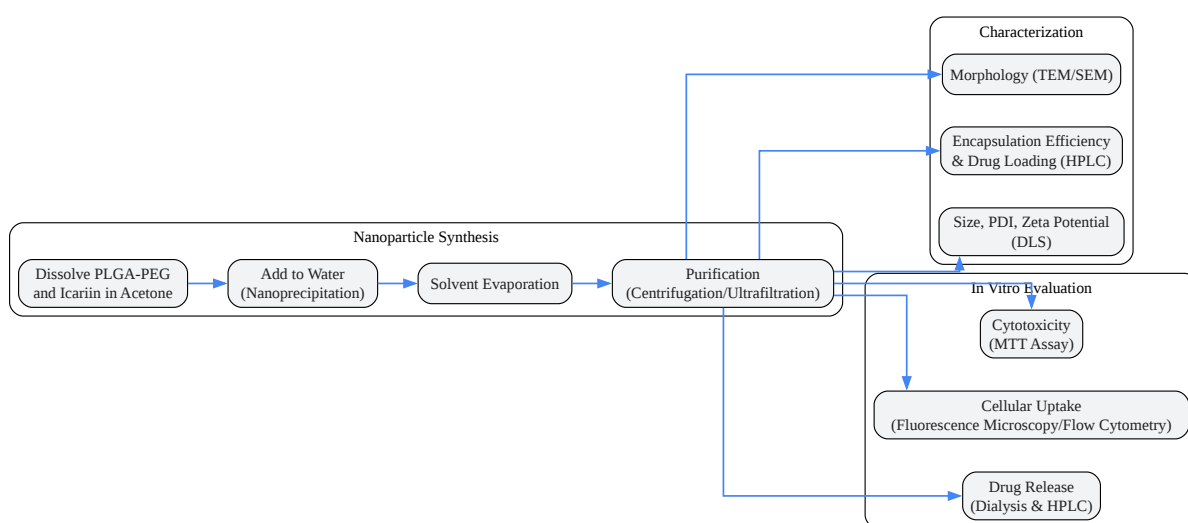 Characterization
Morphology (TEM/SEM)
Encapsulation Efficiency
& Drug Loading (HPLC)
Size, PDI, Zeta Potential
(DLS)
Nanoparticle Synthesis
Dissolve PLGA-PEG
and Icariin in Acetone
Add to Water
(Nanoprecipitation)
Solvent Evaporation
Purification
(Centrifugation/Ultrafiltration)
In Vitro Evaluation
Cytotoxicity
(MTT Assay)
Cellular Uptake
(Fluorescence Microscopy/Flow Cytometry)
Drug Release
(Dialysis & HPLC)